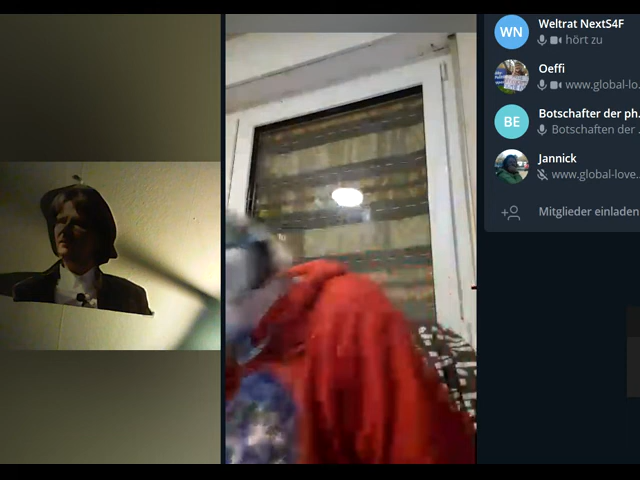 WN
Weltrat NextS4F
hört zu
Oeffi
www.global-lo...
BE
Botschafter der ph...
Botschaften der ...
Jannick
www.global-love...
Mitglieder einladen